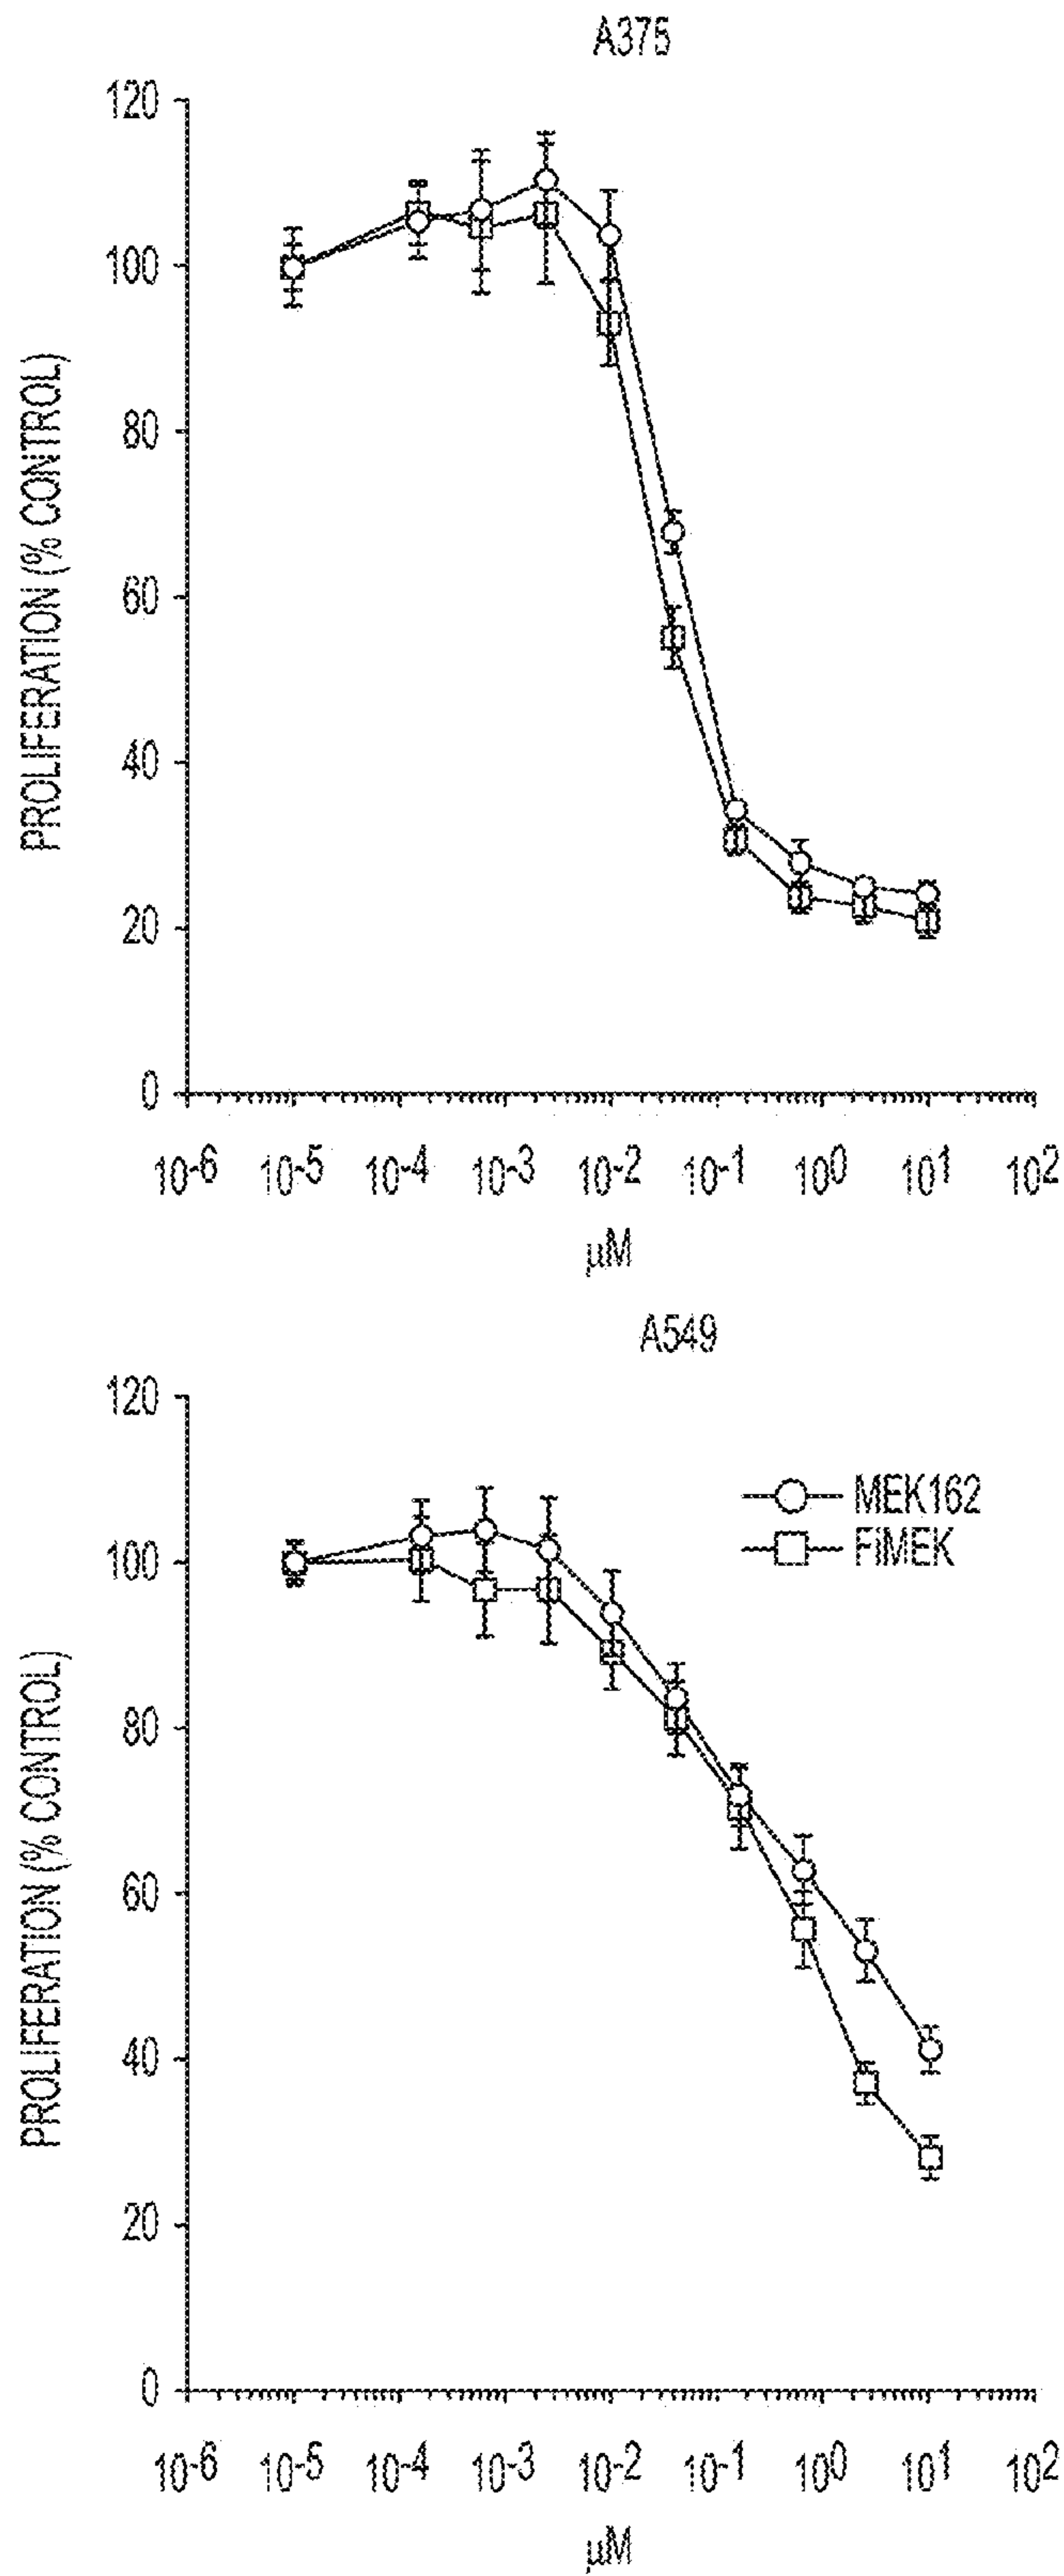 A375
120
100
80
60
40
20
0
PROLIFERATION (% CONTROL)
10-6 10-5 10-4 10-3 10-2 10-1 100 101 102
µM
A549
120
100
80
60
40
20
0
PROLIFERATION (% CONTROL)
MEK162
FIMEK
10-6 10-5 10-4 10-3 10-2 10-1 100 101 102
µM